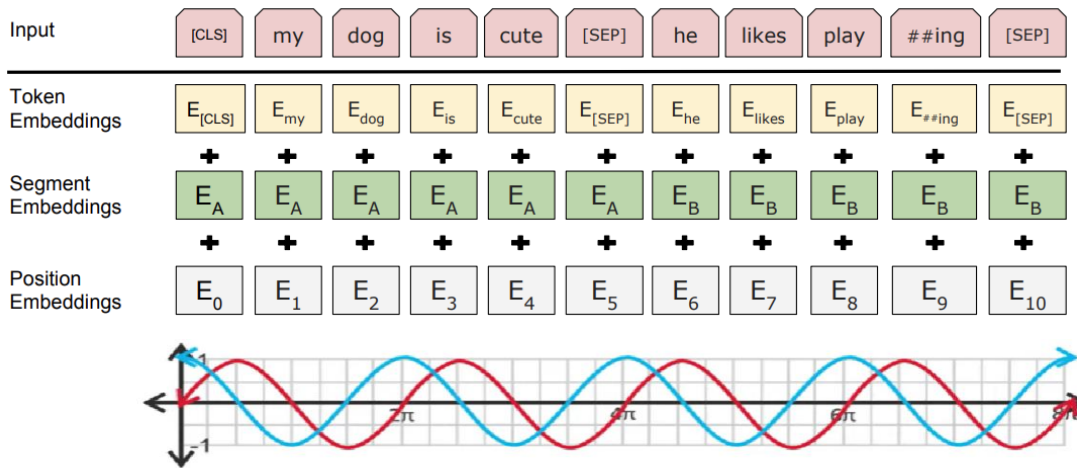 Input [CLS] my dog is cute [SEP] he likes play ##ing [SEP]
Token
Embeddings
E[CLS] Emy Edog Eis Ecute E[SEP] Ehe Elikes Eplay E##ing E[SEP]
+ + + + + + + + + + +
Segment
Embeddings
EA EA EA EA EA EA EB EB EB EB EB
+ + + + + + + + + + +
Position
Embeddings
E0 E1 E2 E3 E4 E5 E6 E7 E8 E9 E10
1
2π 4π 6π 8π
-1